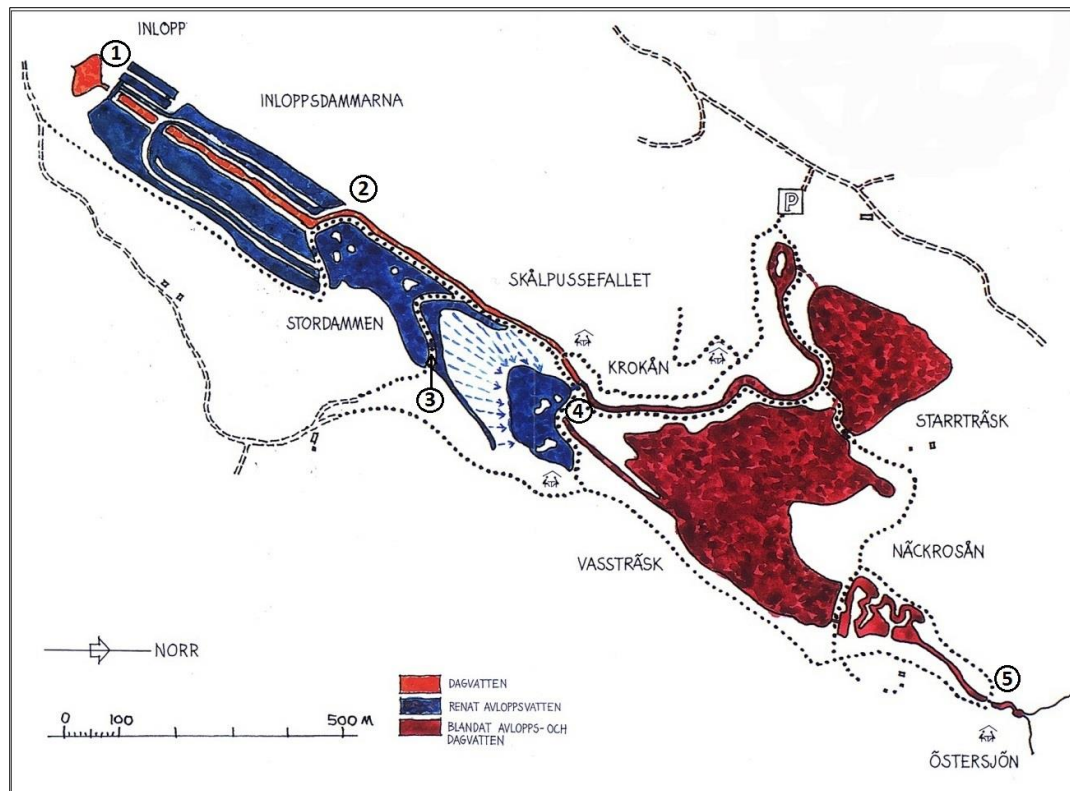 INLOPP
1
INLOPPSDAMMARNA
2
P
SKÅLPUSSEFALLET
STORDAMMEN
KROKÅN
3
4
STARRTRÄSK
NÄCKROSÅN
VASSTRÄSK
NORR
5
DAGVATTEN
RENAT AVLOPPSVATTEN
BLANDAT AVLOPPS- OCH
DAGVATTEN
0 100 500 M
ÖSTERSJÖN